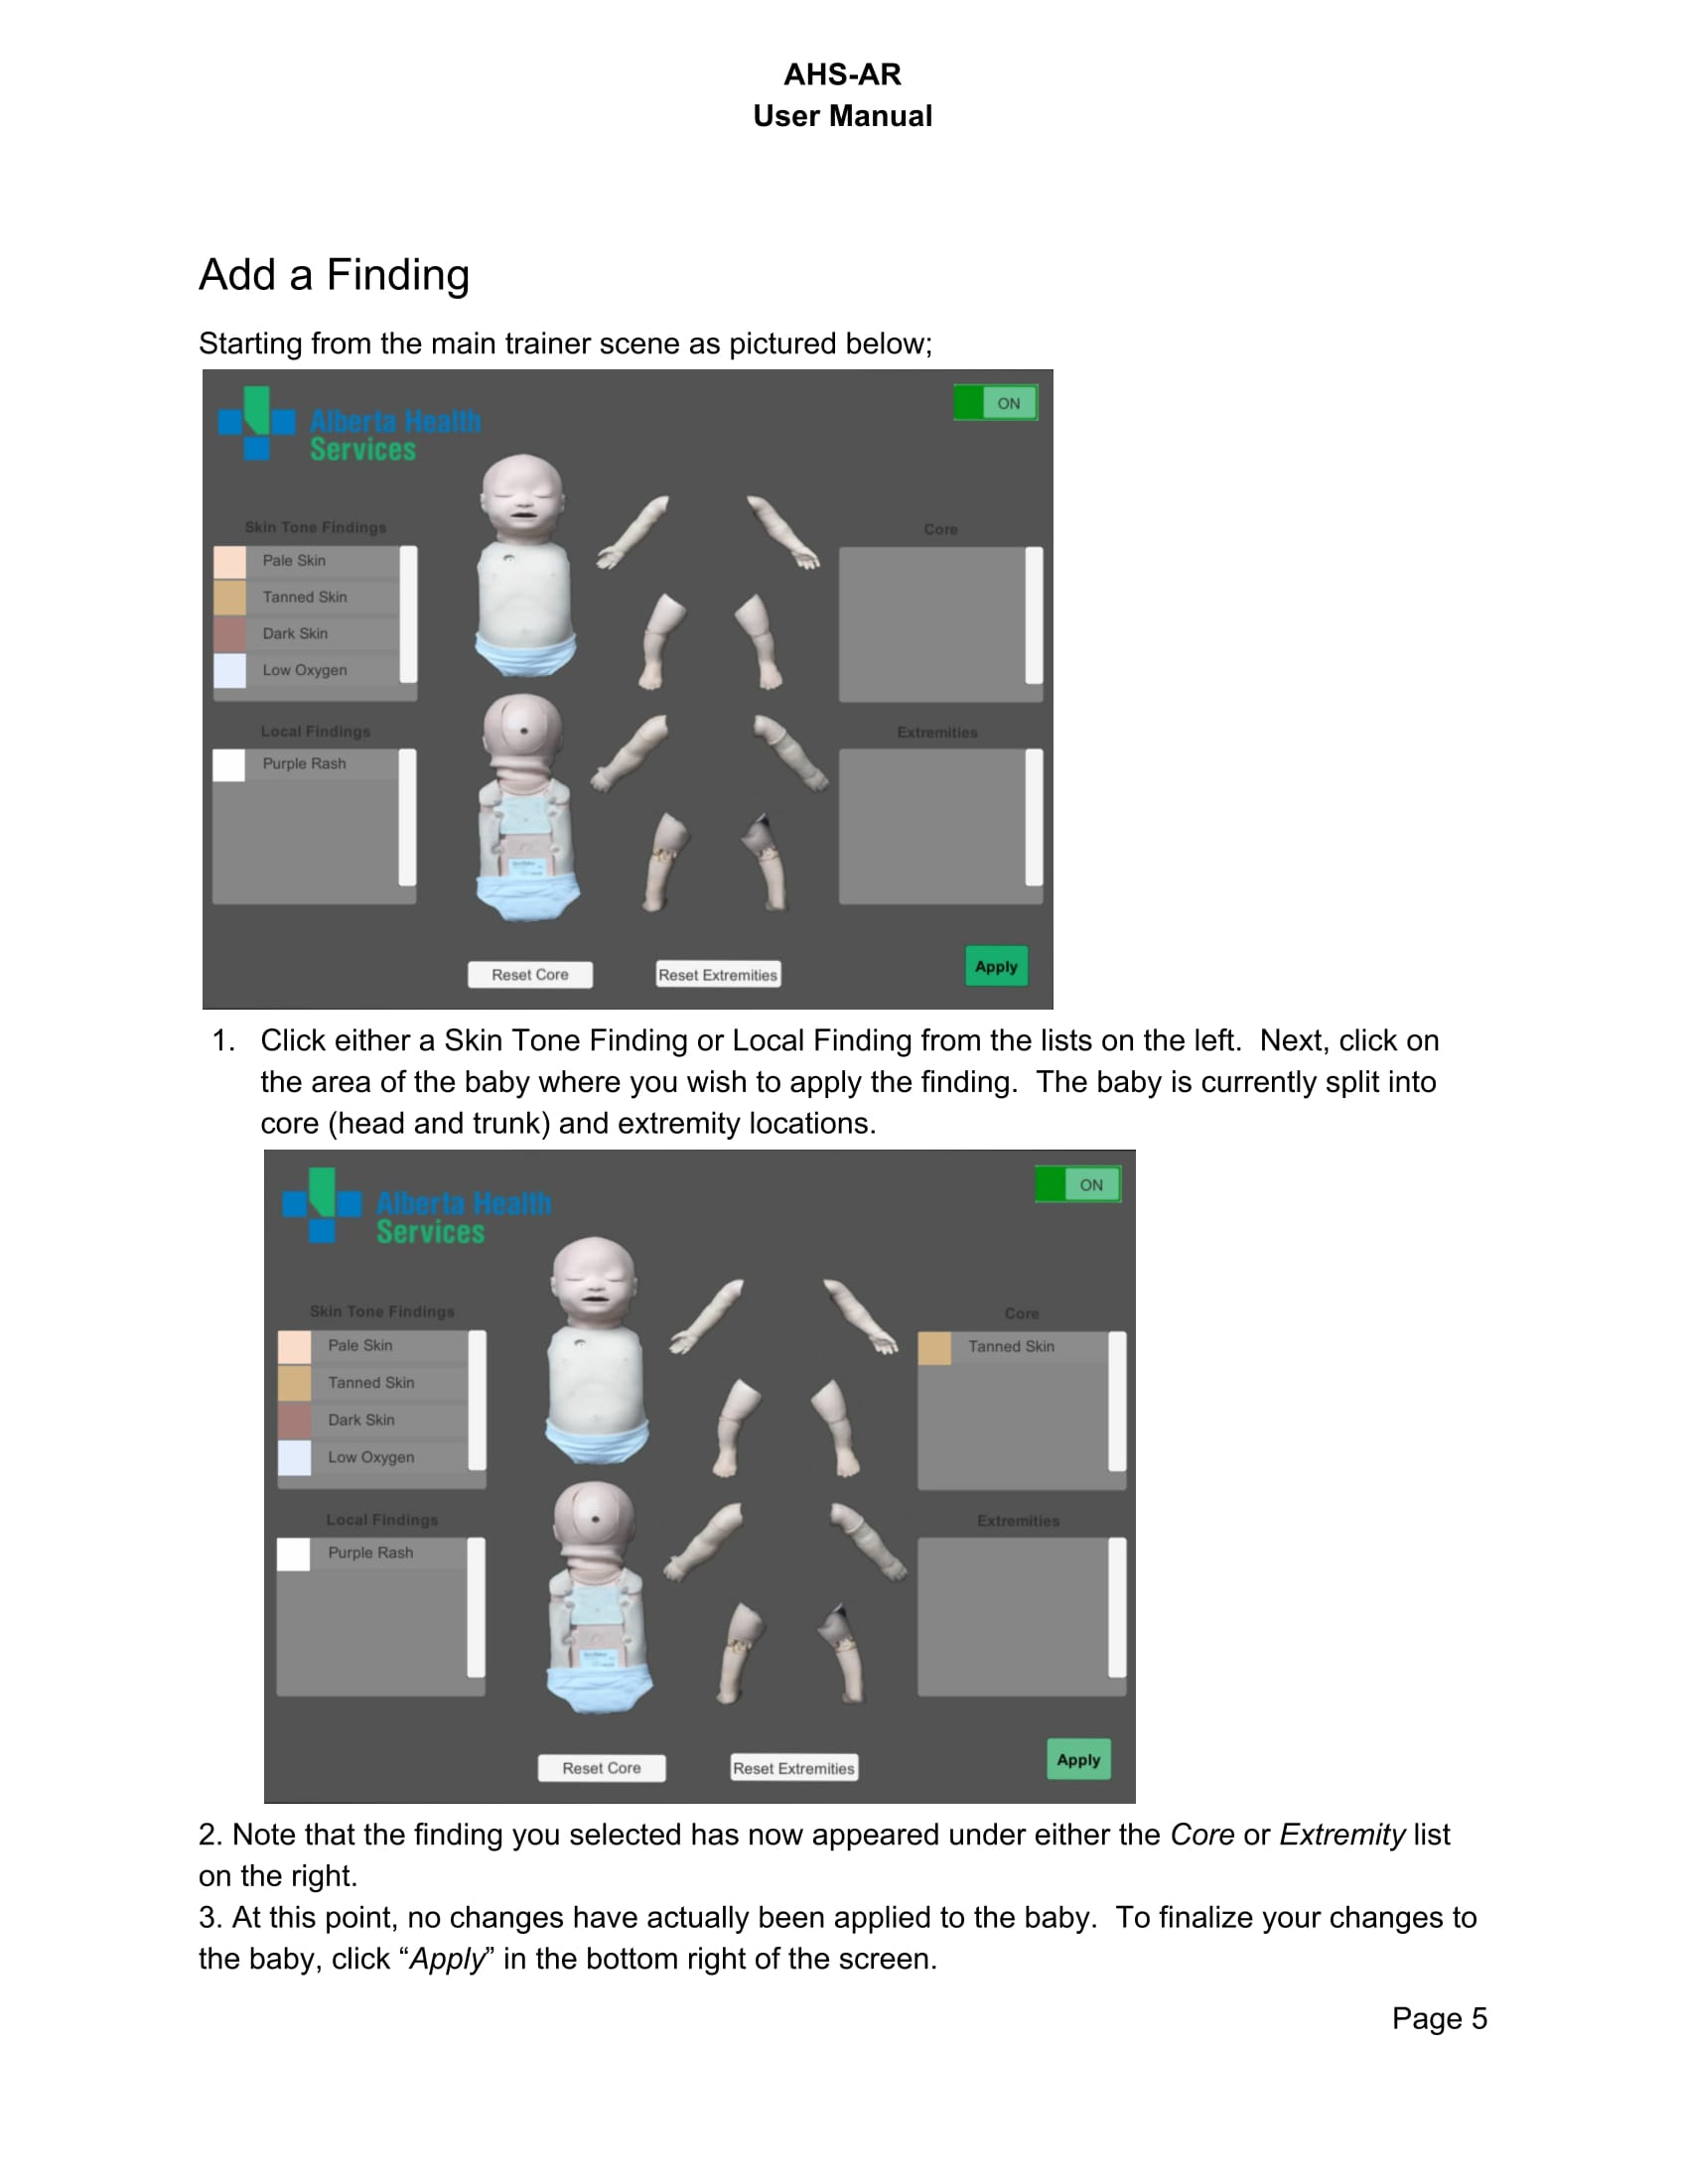 AHS-AR
User Manual
Add a Finding
Starting from the main trainer scene as pictured below;
Alberta Health
Services
ON
Skin Tone Findings
Pale Skin
Tanned Skin
Dark Skin
Low Oxygen
Local Findings
Purple Rash
Core
Extremities
Reset Core
Reset Extremities
Apply
1. Click either a Skin Tone Finding or Local Finding from the lists on the left.  Next, click on
the area of the baby where you wish to apply the finding.  The baby is currently split into
core (head and trunk) and extremity locations.
Alberta Health
Services
ON
Skin Tone Findings
Pale Skin
Tanned Skin
Dark Skin
Low Oxygen
Local Findings
Purple Rash
Core
Tanned Skin
Extremities
Reset Core
Reset Extremities
Apply
2. Note that the finding you selected has now appeared under either the Core or Extremity list
on the right.
3. At this point, no changes have actually been applied to the baby.  To finalize your changes to
the baby, click “Apply” in the bottom right of the screen.
Page 5